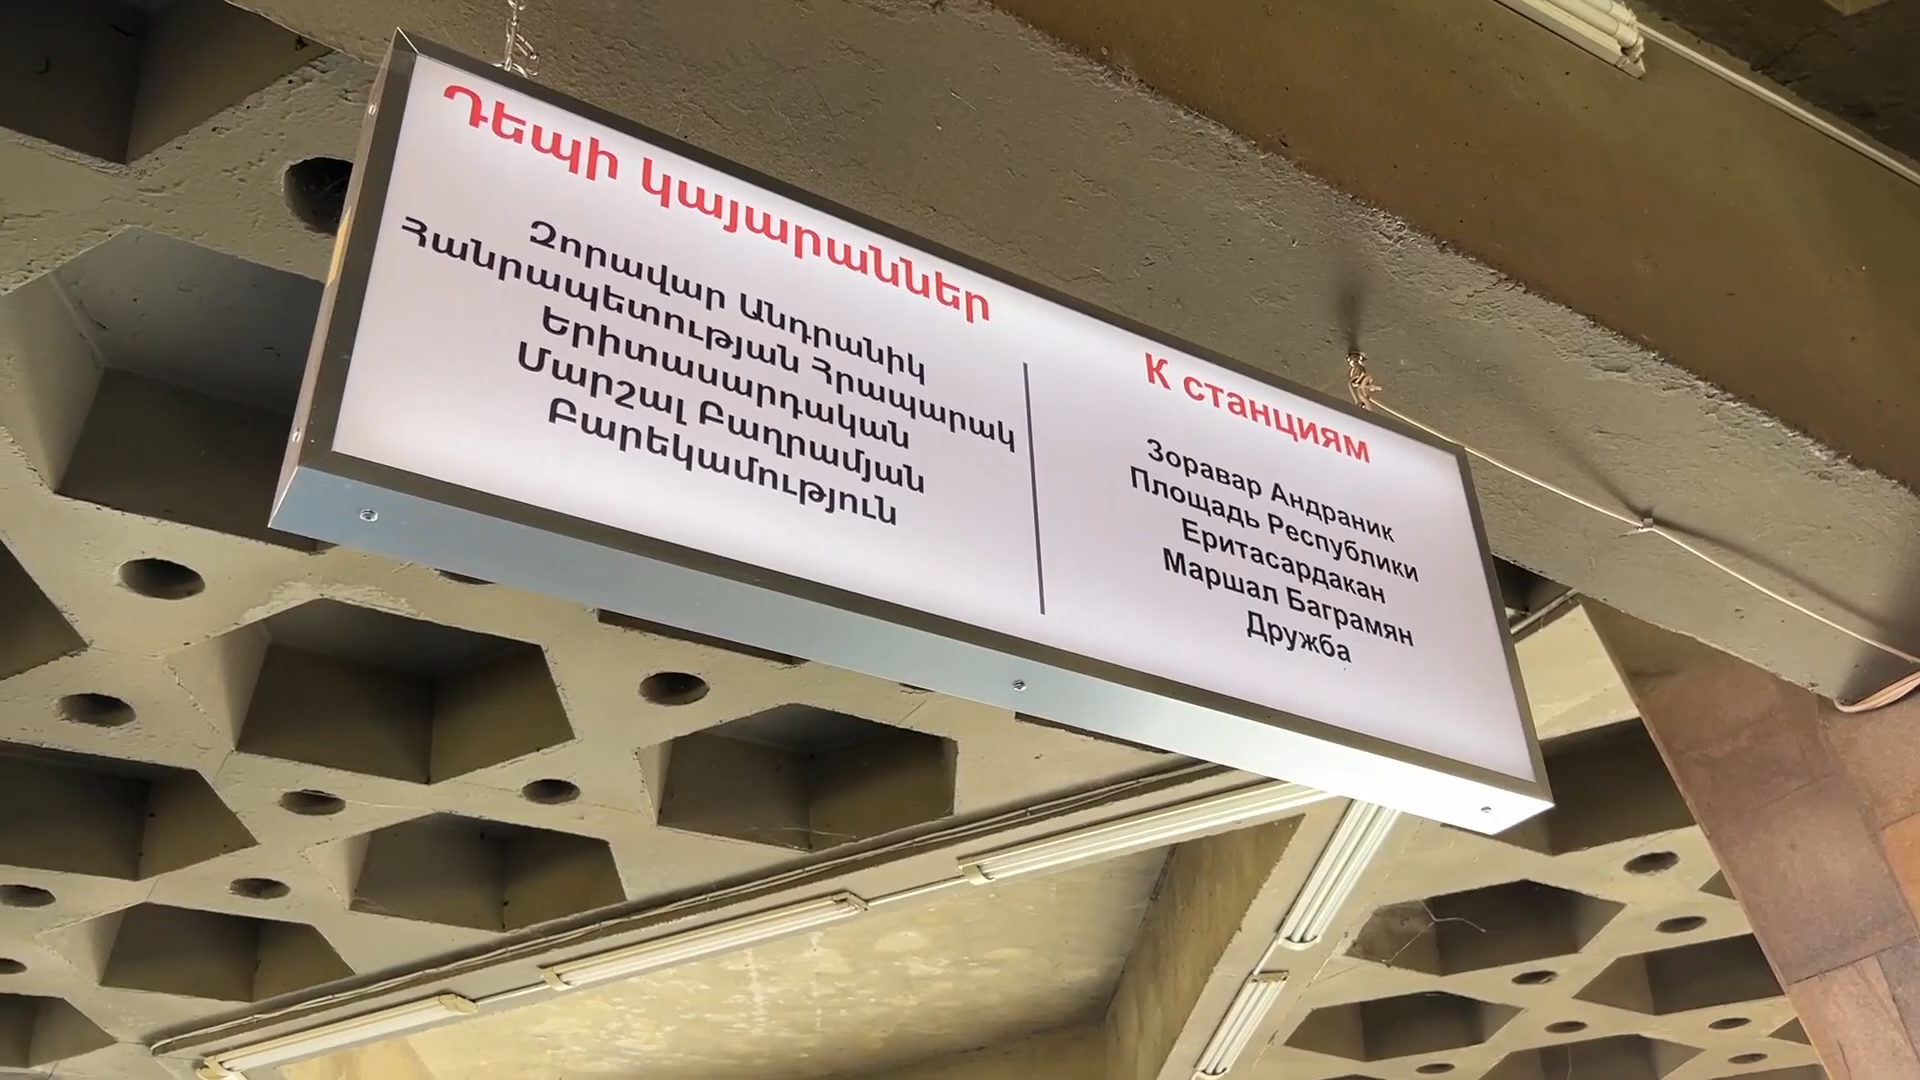 Դեպի կայարաններ
Զորավար Անդրանիկ
Հանրապետության Հրապարակ
Երիտասարդական
Մարշալ Բաղրամյան
Բարեկամություն
К станциям
Зоравар Андраник
Площадь Республики
Еритасардакан
Маршал Баграмян
Дружба